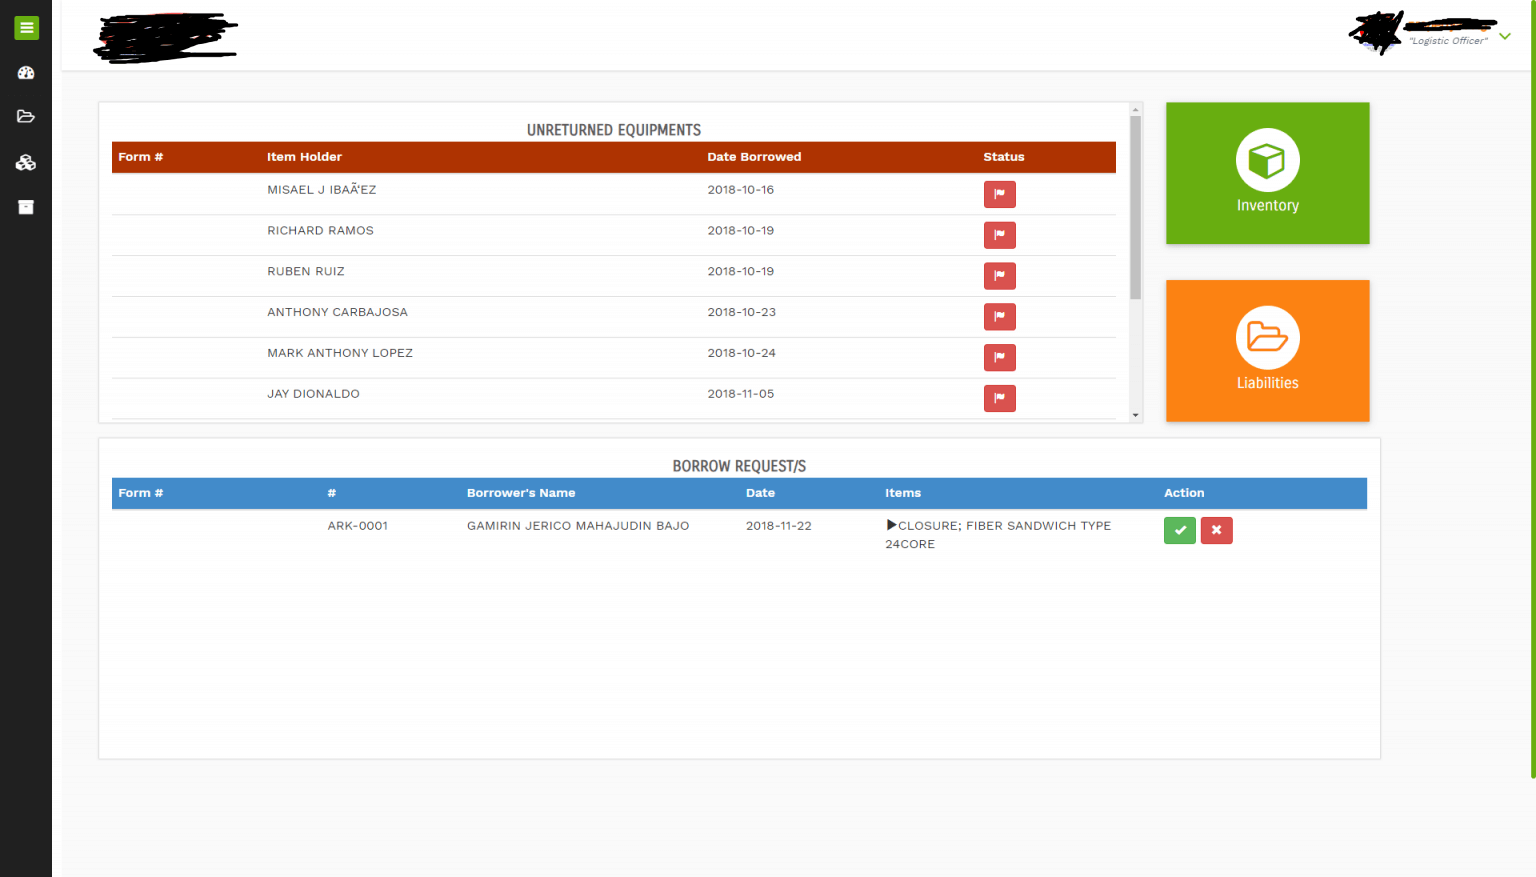 "Logistic Officer"
UNRETURNED EQUIPMENTS
Form # Item Holder Date Borrowed Status
MISAEL J IBAÃ‘EZ 2018-10-16
RICHARD RAMOS 2018-10-19
RUBEN RUIZ 2018-10-19
ANTHONY CARBAJOSA 2018-10-23
MARK ANTHONY LOPEZ 2018-10-24
JAY DIONALDO 2018-11-05
Inventory
Liabilities
BORROW REQUEST/S
Form # # Borrower's Name Date Items Action
ARK-0001 GAMIRIN JERICO MAHAJUDIN BAJO 2018-11-22 ▶CLOSURE; FIBER SANDWICH TYPE
24CORE